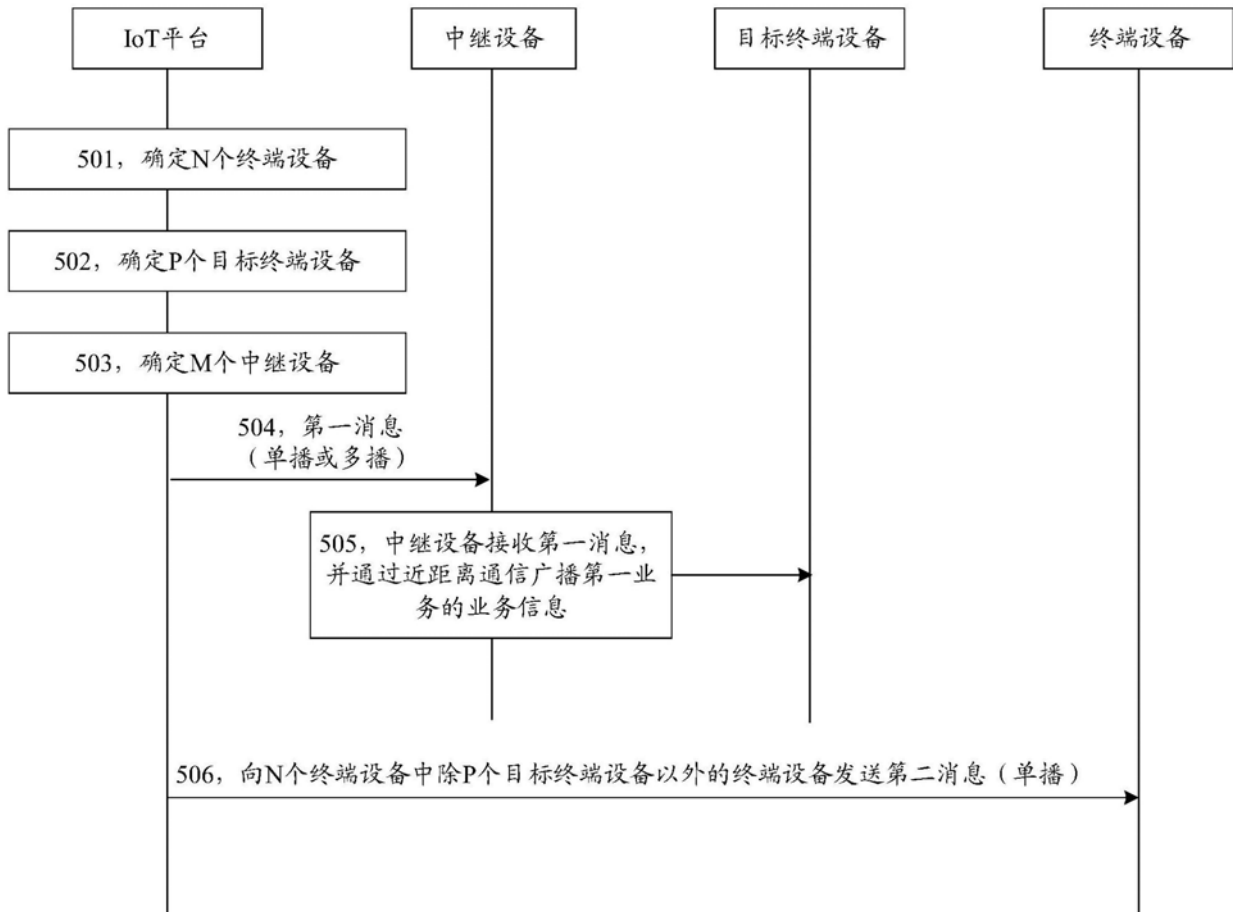 IoT平台
中继设备
目标终端设备
终端设备
501，确定N个终端设备
502，确定P个目标终端设备
503，确定M个中继设备
504，第一消息
（单播或多播）
505，中继设备接收第一消息，
并通过近距离通信广播第一业
务的业务信息
506，向N个终端设备中除P个目标终端设备以外的终端设备发送第二消息（单播）